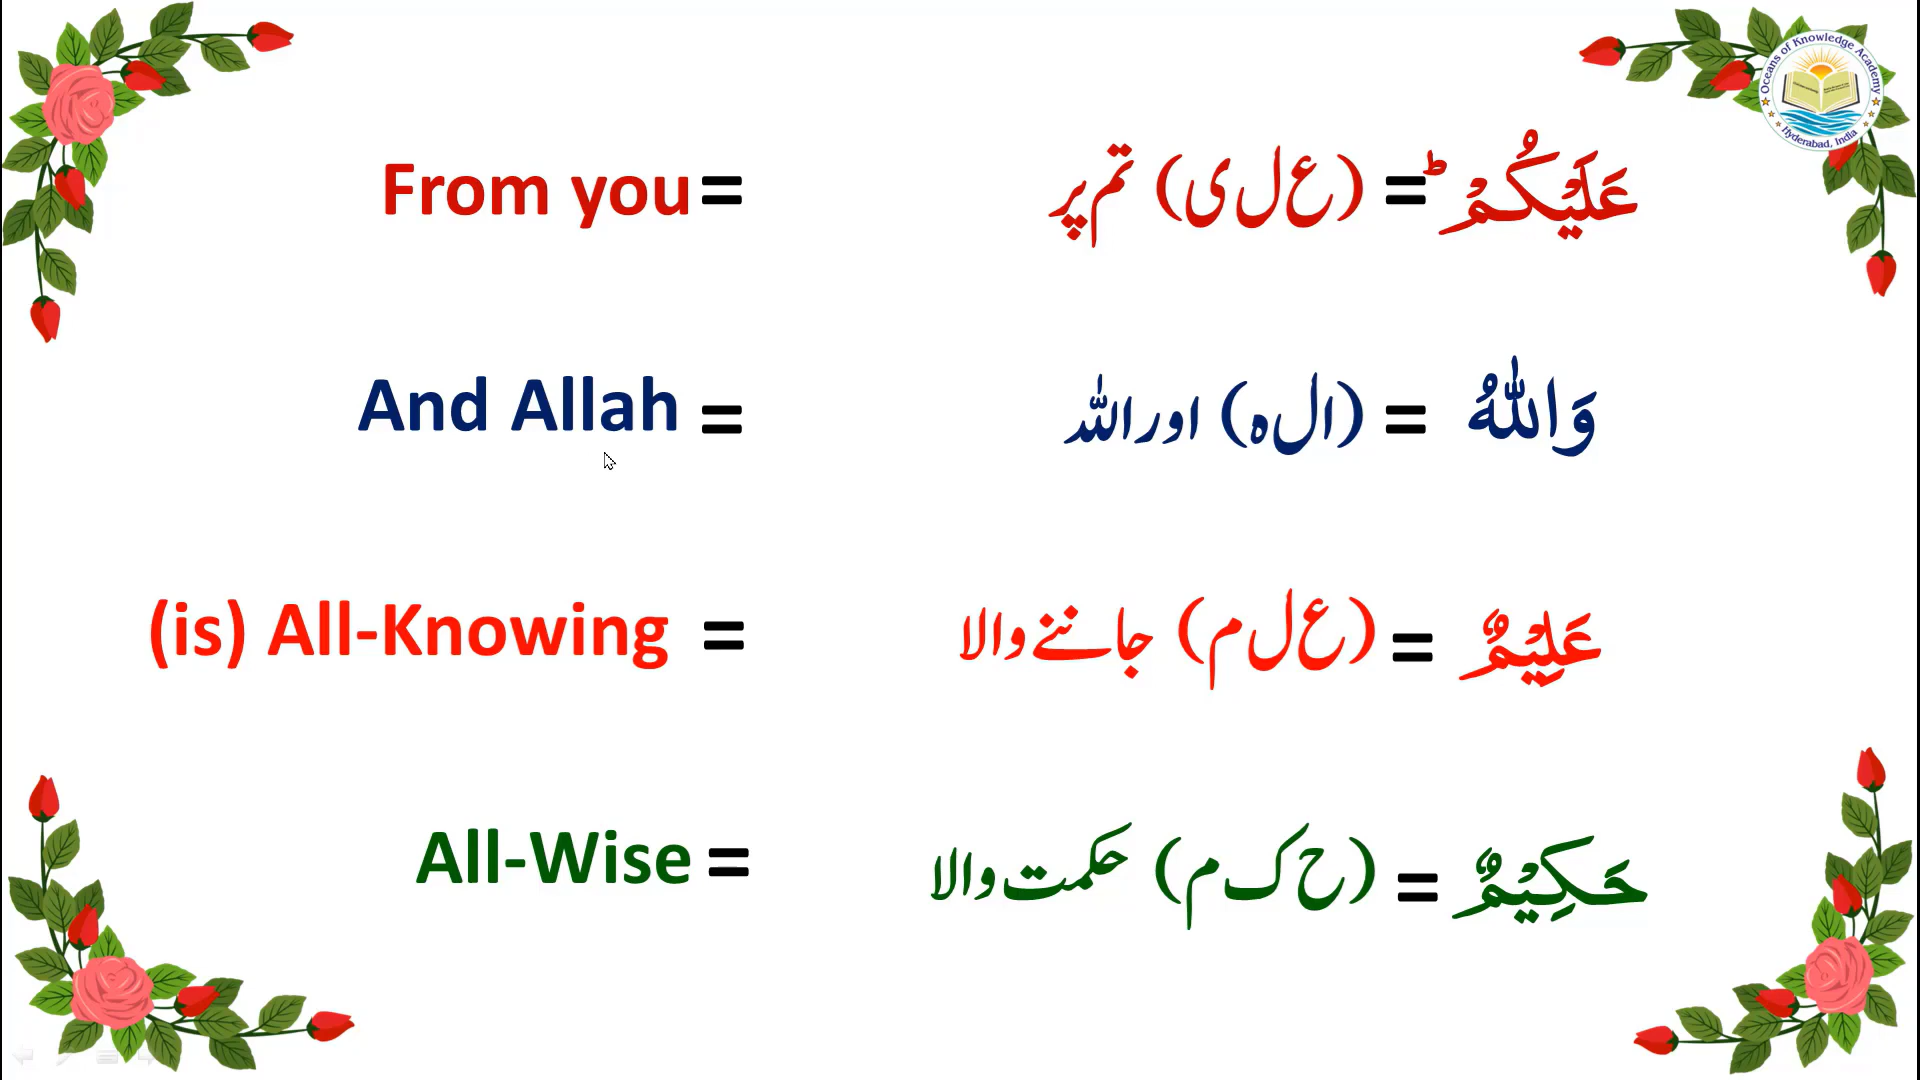 Oceans of Knowledge Academy
Hyderabad, India
عَلَيْكُمْ ؕ = (ع ل ی) تم پر = From you
وَاللّٰهُ = (ا ل ہ) اور اللہ = And Allah
عَلِيْمٌ = (ع ل م) جاننے والا = (is) All-Knowing
حَكِيْمٌ = (ح ک م) حکمت والا = All-Wise